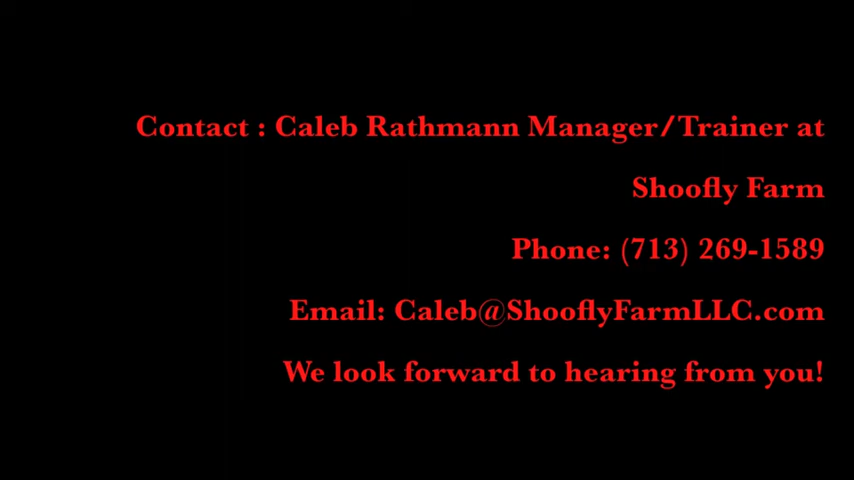 Contact : Caleb Rathmann Manager/Trainer at
Shoofly Farm
Phone: (713) 269-1589
Email: Caleb@ShooflyFarmLLC.com
We look forward to hearing from you!